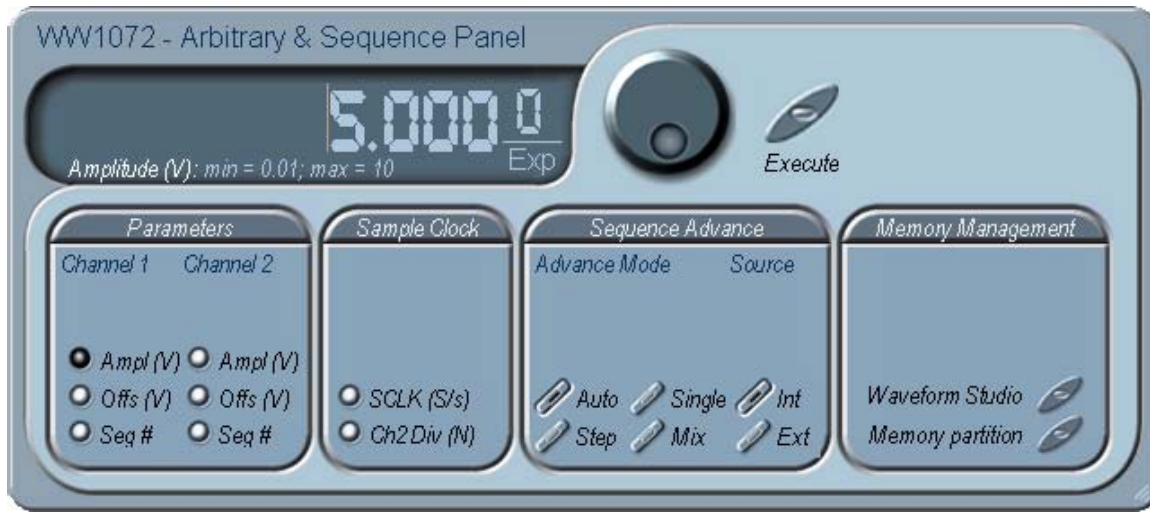 WW1072 - Arbitrary & Sequence Panel
5.000 0
Exp
Amplitude (V): min = 0.01; max = 10
Execute
Parameters
Channel 1 Channel 2
Ampl (V) Ampl (V)
Offs (V) Offs (V)
Seq # Seq #
Sample Clock
SCLK (S/s)
Ch2 Div (N)
Sequence Advance
Advance Mode Source
Auto Single Int
Step Mix Ext
Memory Management
Waveform Studio
Memory partition